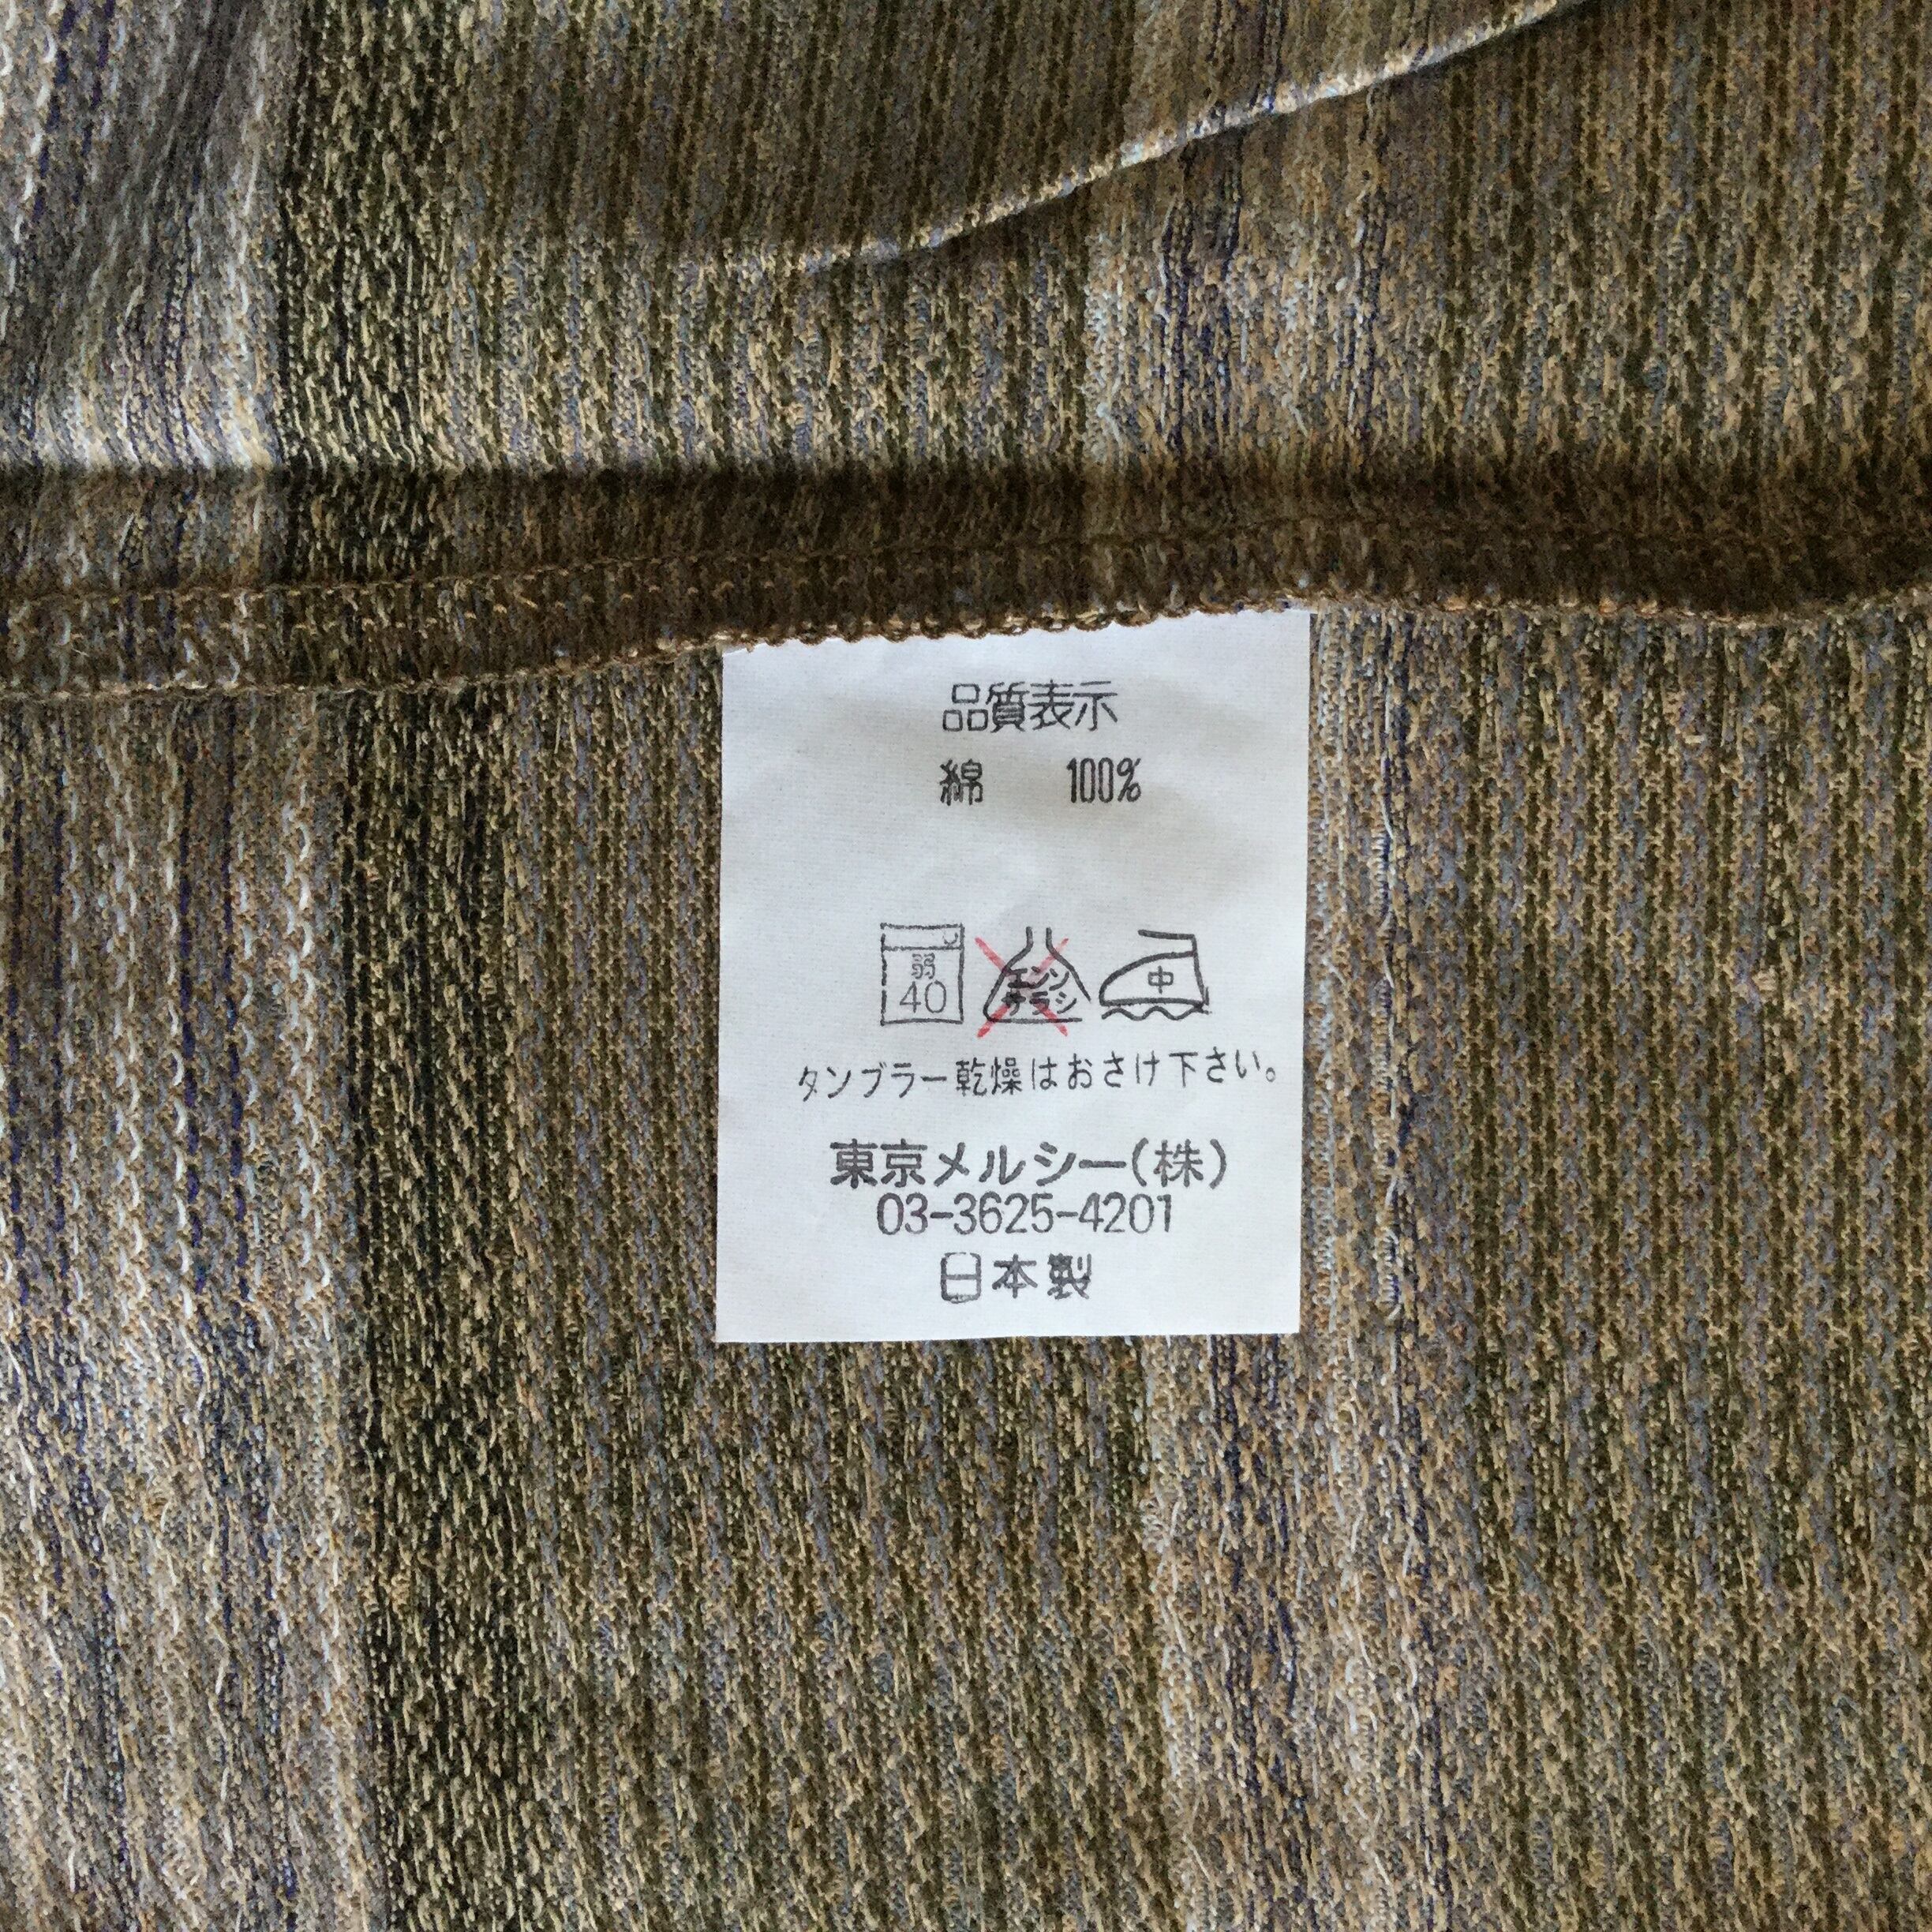 品質表示
綿 100%
弱
40
エンソ
サラシ
中
タンブラー乾燥はおさけ下さい。
東京メルシー(株)
03-3625-4201
日本製